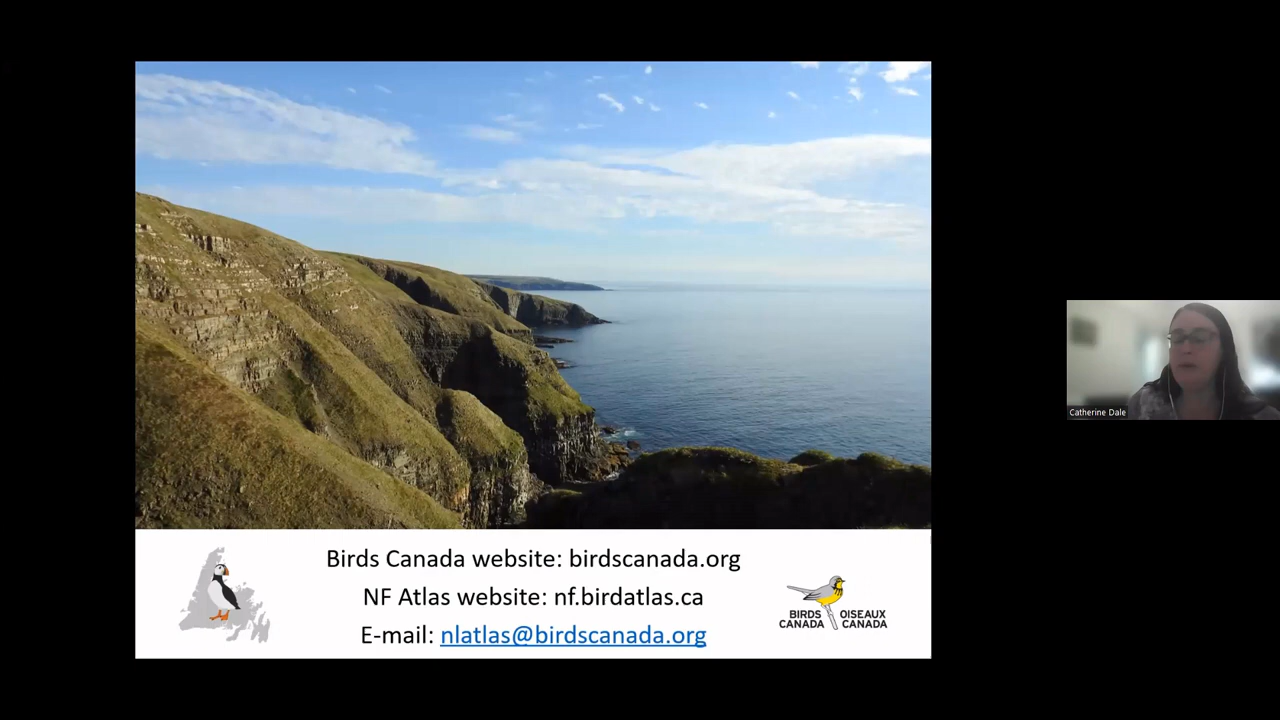 Catherine Dale
Birds Canada website: birdscanada.org
NF Atlas website: nf.birdatlas.ca
E-mail: nlatlas@birdscanada.org
BIRDS CANADA
OISEAUX CANADA